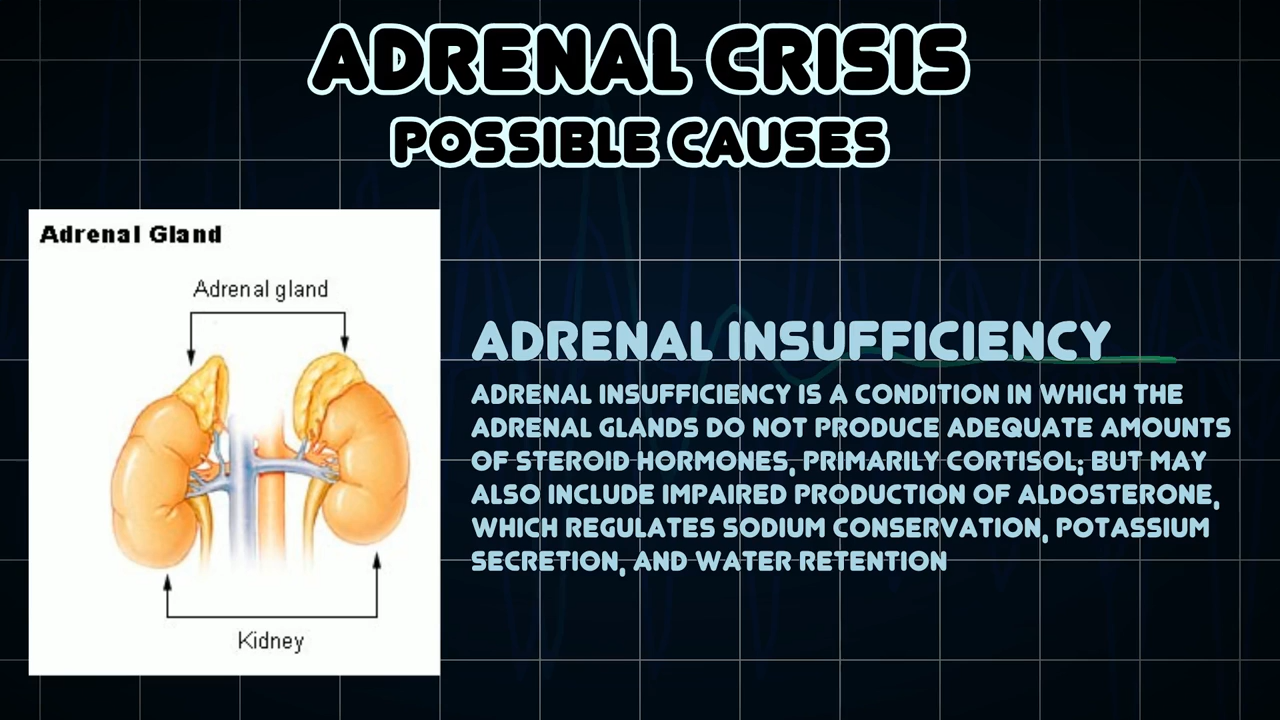 ADRENAL CRISIS
POSSIBLE CAUSES
Adrenal Gland
Adrenal gland
Kidney
ADRENAL INSUFFICIENCY
ADRENAL INSUFFICIENCY IS A CONDITION IN WHICH THE
ADRENAL GLANDS DO NOT PRODUCE ADEQUATE AMOUNTS
OF STEROID HORMONES, PRIMARILY CORTISOL; BUT MAY
ALSO INCLUDE IMPAIRED PRODUCTION OF ALDOSTERONE,
WHICH REGULATES SODIUM CONSERVATION, POTASSIUM
SECRETION, AND WATER RETENTION